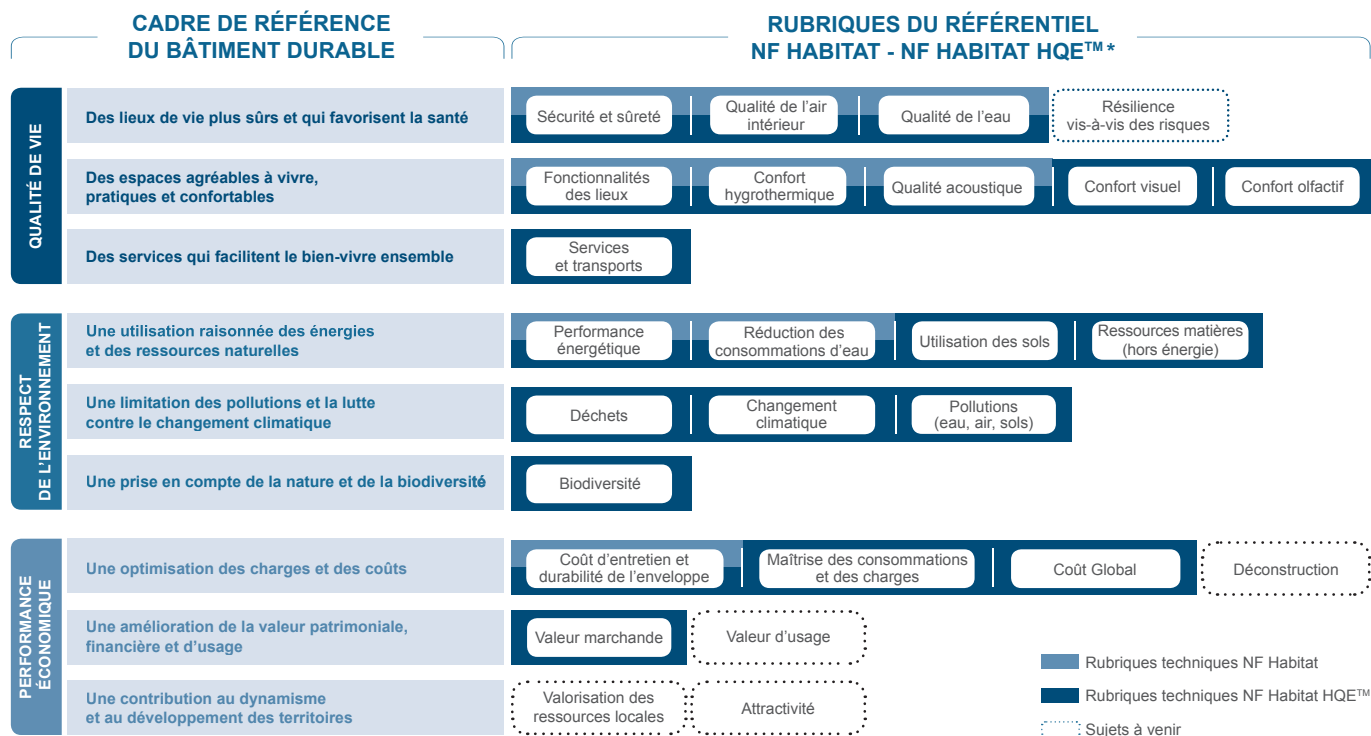 CADRE DE RÉFÉRENCE
DU BÂTIMENT DURABLE
RUBRIQUES DU RÉFÉRENTIEL
NF HABITAT - NF HABITAT HQE™ *
QUALITÉ DE VIE
Des lieux de vie plus sûrs et qui favorisent la santé
Sécurité et sûreté
Qualité de l'air
intérieur
Qualité de l'eau
Résilience
vis-à-vis des risques
Des espaces agréables à vivre,
pratiques et confortables
Fonctionnalités
des lieux
Confort
hygrothermique
Qualité acoustique
Confort visuel
Confort olfactif
Des services qui facilitent le bien-vivre ensemble
Services
et transports
RESPECT
DE L'ENVIRONNEMENT
Une utilisation raisonnée des énergies
et des ressources naturelles
Performance
énergétique
Réduction des
consommations d'eau
Utilisation des sols
Ressources matières
(hors énergie)
Une limitation des pollutions et la lutte
contre le changement climatique
Déchets
Changement
climatique
Pollutions
(eau, air, sols)
Une prise en compte de la nature et de la biodiversité
Biodiversité
PERFORMANCE
ÉCONOMIQUE
Une optimisation des charges et des coûts
Coût d'entretien et
durabilité de l'enveloppe
Maîtrise des consommations
et des charges
Coût Global
Déconstruction
Une amélioration de la valeur patrimoniale,
financière et d'usage
Valeur marchande
Valeur d'usage
Une contribution au dynamisme
et au développement des territoires
Valorisation des
ressources locales
Attractivité
Rubriques techniques NF Habitat
Rubriques techniques NF Habitat HQE™
Sujets à venir